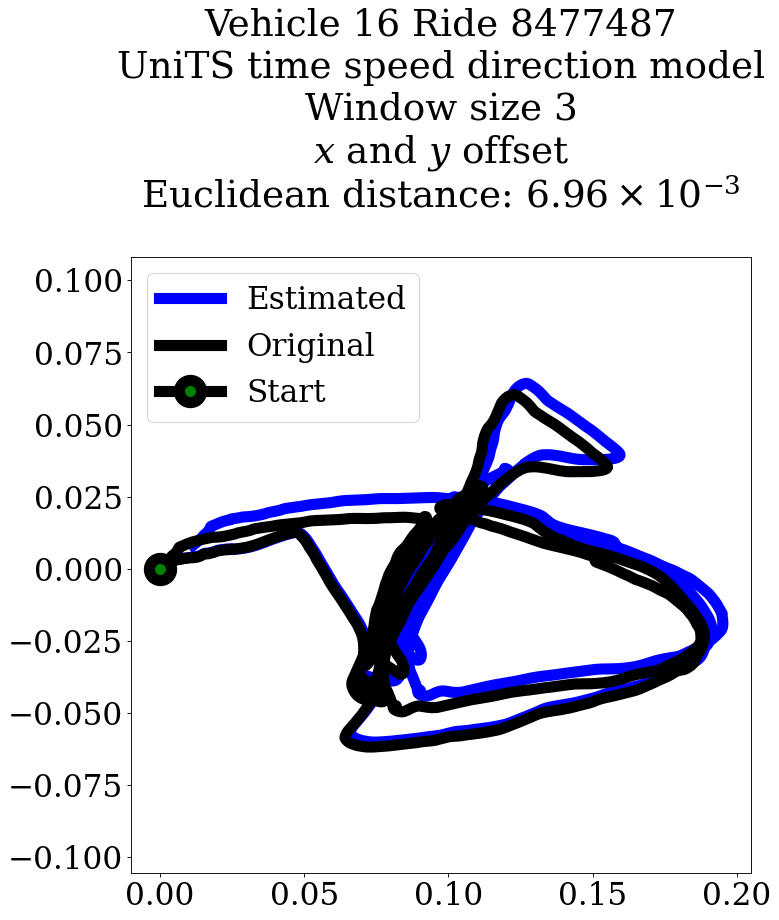 Vehicle 16 Ride 8477487
UniTS time speed direction model
Window size 3
x and y offset
Euclidean distance: 6.96 × 10⁻³
Estimated
Original
Start
0.100
0.075
0.050
0.025
0.000
−0.025
−0.050
−0.075
−0.100
0.00 0.05 0.10 0.15 0.20